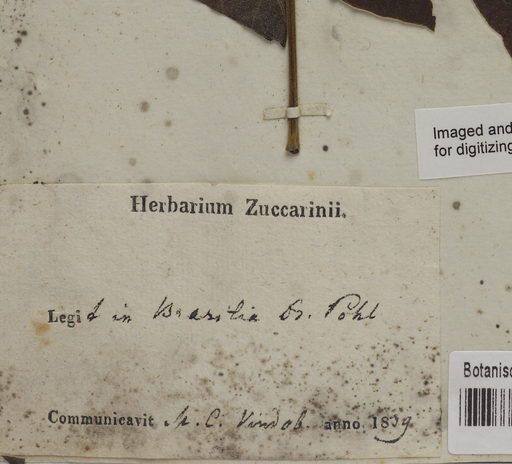 Imaged and
for digitizing
Herbarium Zuccarinii.
Legit in Brasilia Dr. Pohl
Botanisc
Communicavit M. C. Vindob. anno. 1839